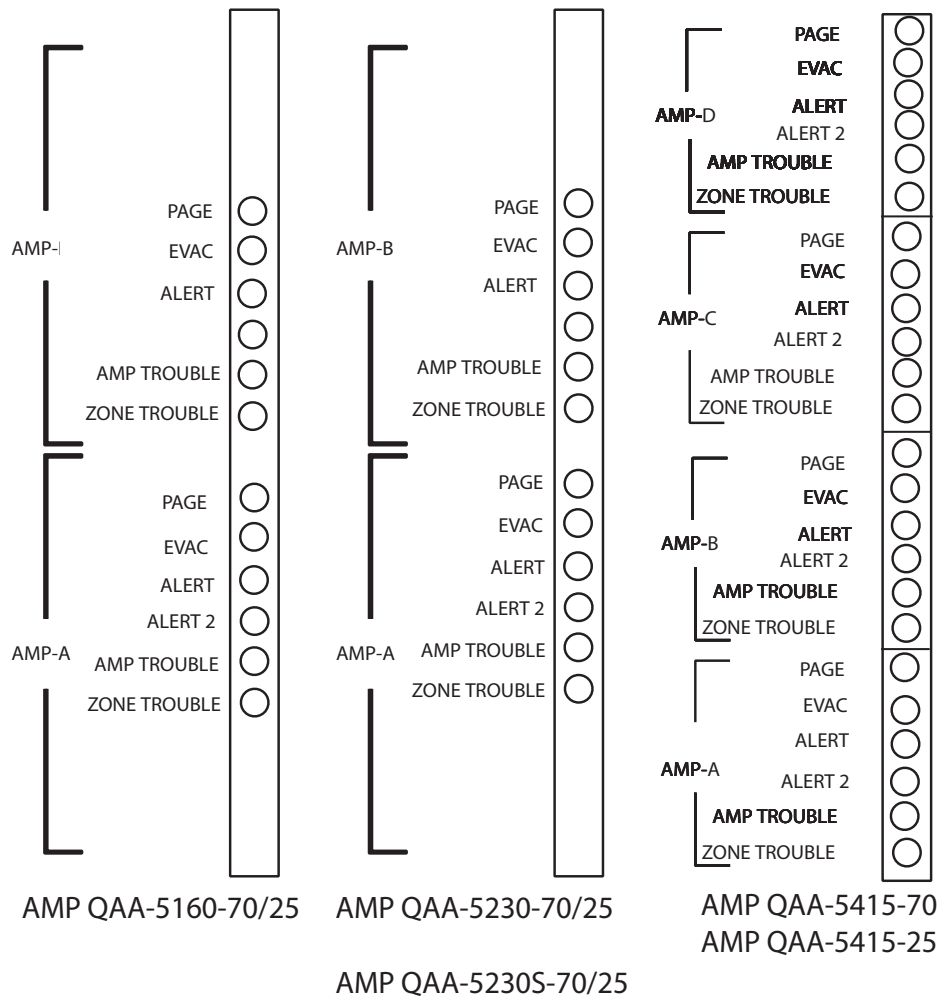 PAGE
EVAC
ALERT
AMP-
AMP TROUBLE
ZONE TROUBLE
PAGE
EVAC
ALERT
ALERT 2
AMP-A
AMP TROUBLE
ZONE TROUBLE
AMP QAA-5160-70/25
PAGE
EVAC
AMP-B
ALERT
AMP TROUBLE
ZONE TROUBLE
PAGE
EVAC
ALERT
ALERT 2
AMP-A
AMP TROUBLE
ZONE TROUBLE
AMP QAA-5230-70/25
AMP QAA-5230S-70/25
PAGE
EVAC
ALERT
AMP-D
ALERT 2
AMP TROUBLE
ZONE TROUBLE
PAGE
EVAC
ALERT
AMP-C
ALERT 2
AMP TROUBLE
ZONE TROUBLE
PAGE
EVAC
ALERT
AMP-B
ALERT 2
AMP TROUBLE
ZONE TROUBLE
PAGE
EVAC
ALERT
AMP-A
ALERT 2
AMP TROUBLE
ZONE TROUBLE
AMP QAA-5415-70
AMP QAA-5415-25